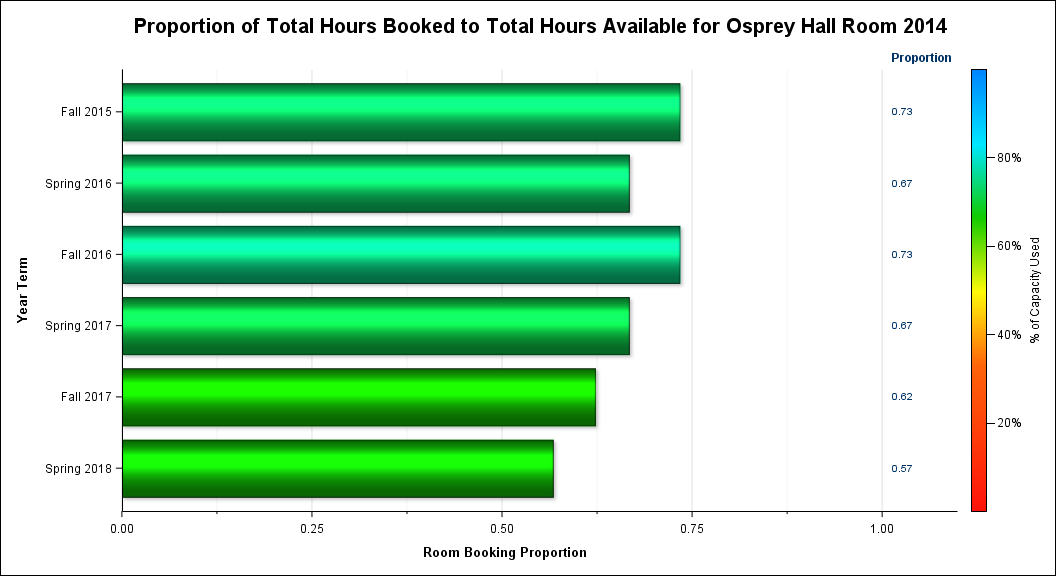 Proportion of Total Hours Booked to Total Hours Available for Osprey Hall Room 2014
Proportion
Fall 2015 0.73
Spring 2016 0.67
Fall 2016 0.73
Spring 2017 0.67
Fall 2017 0.62
Spring 2018 0.57
Year Term
0.00 0.25 0.50 0.75 1.00
Room Booking Proportion
80%
60%
40%
20%
% of Capacity Used